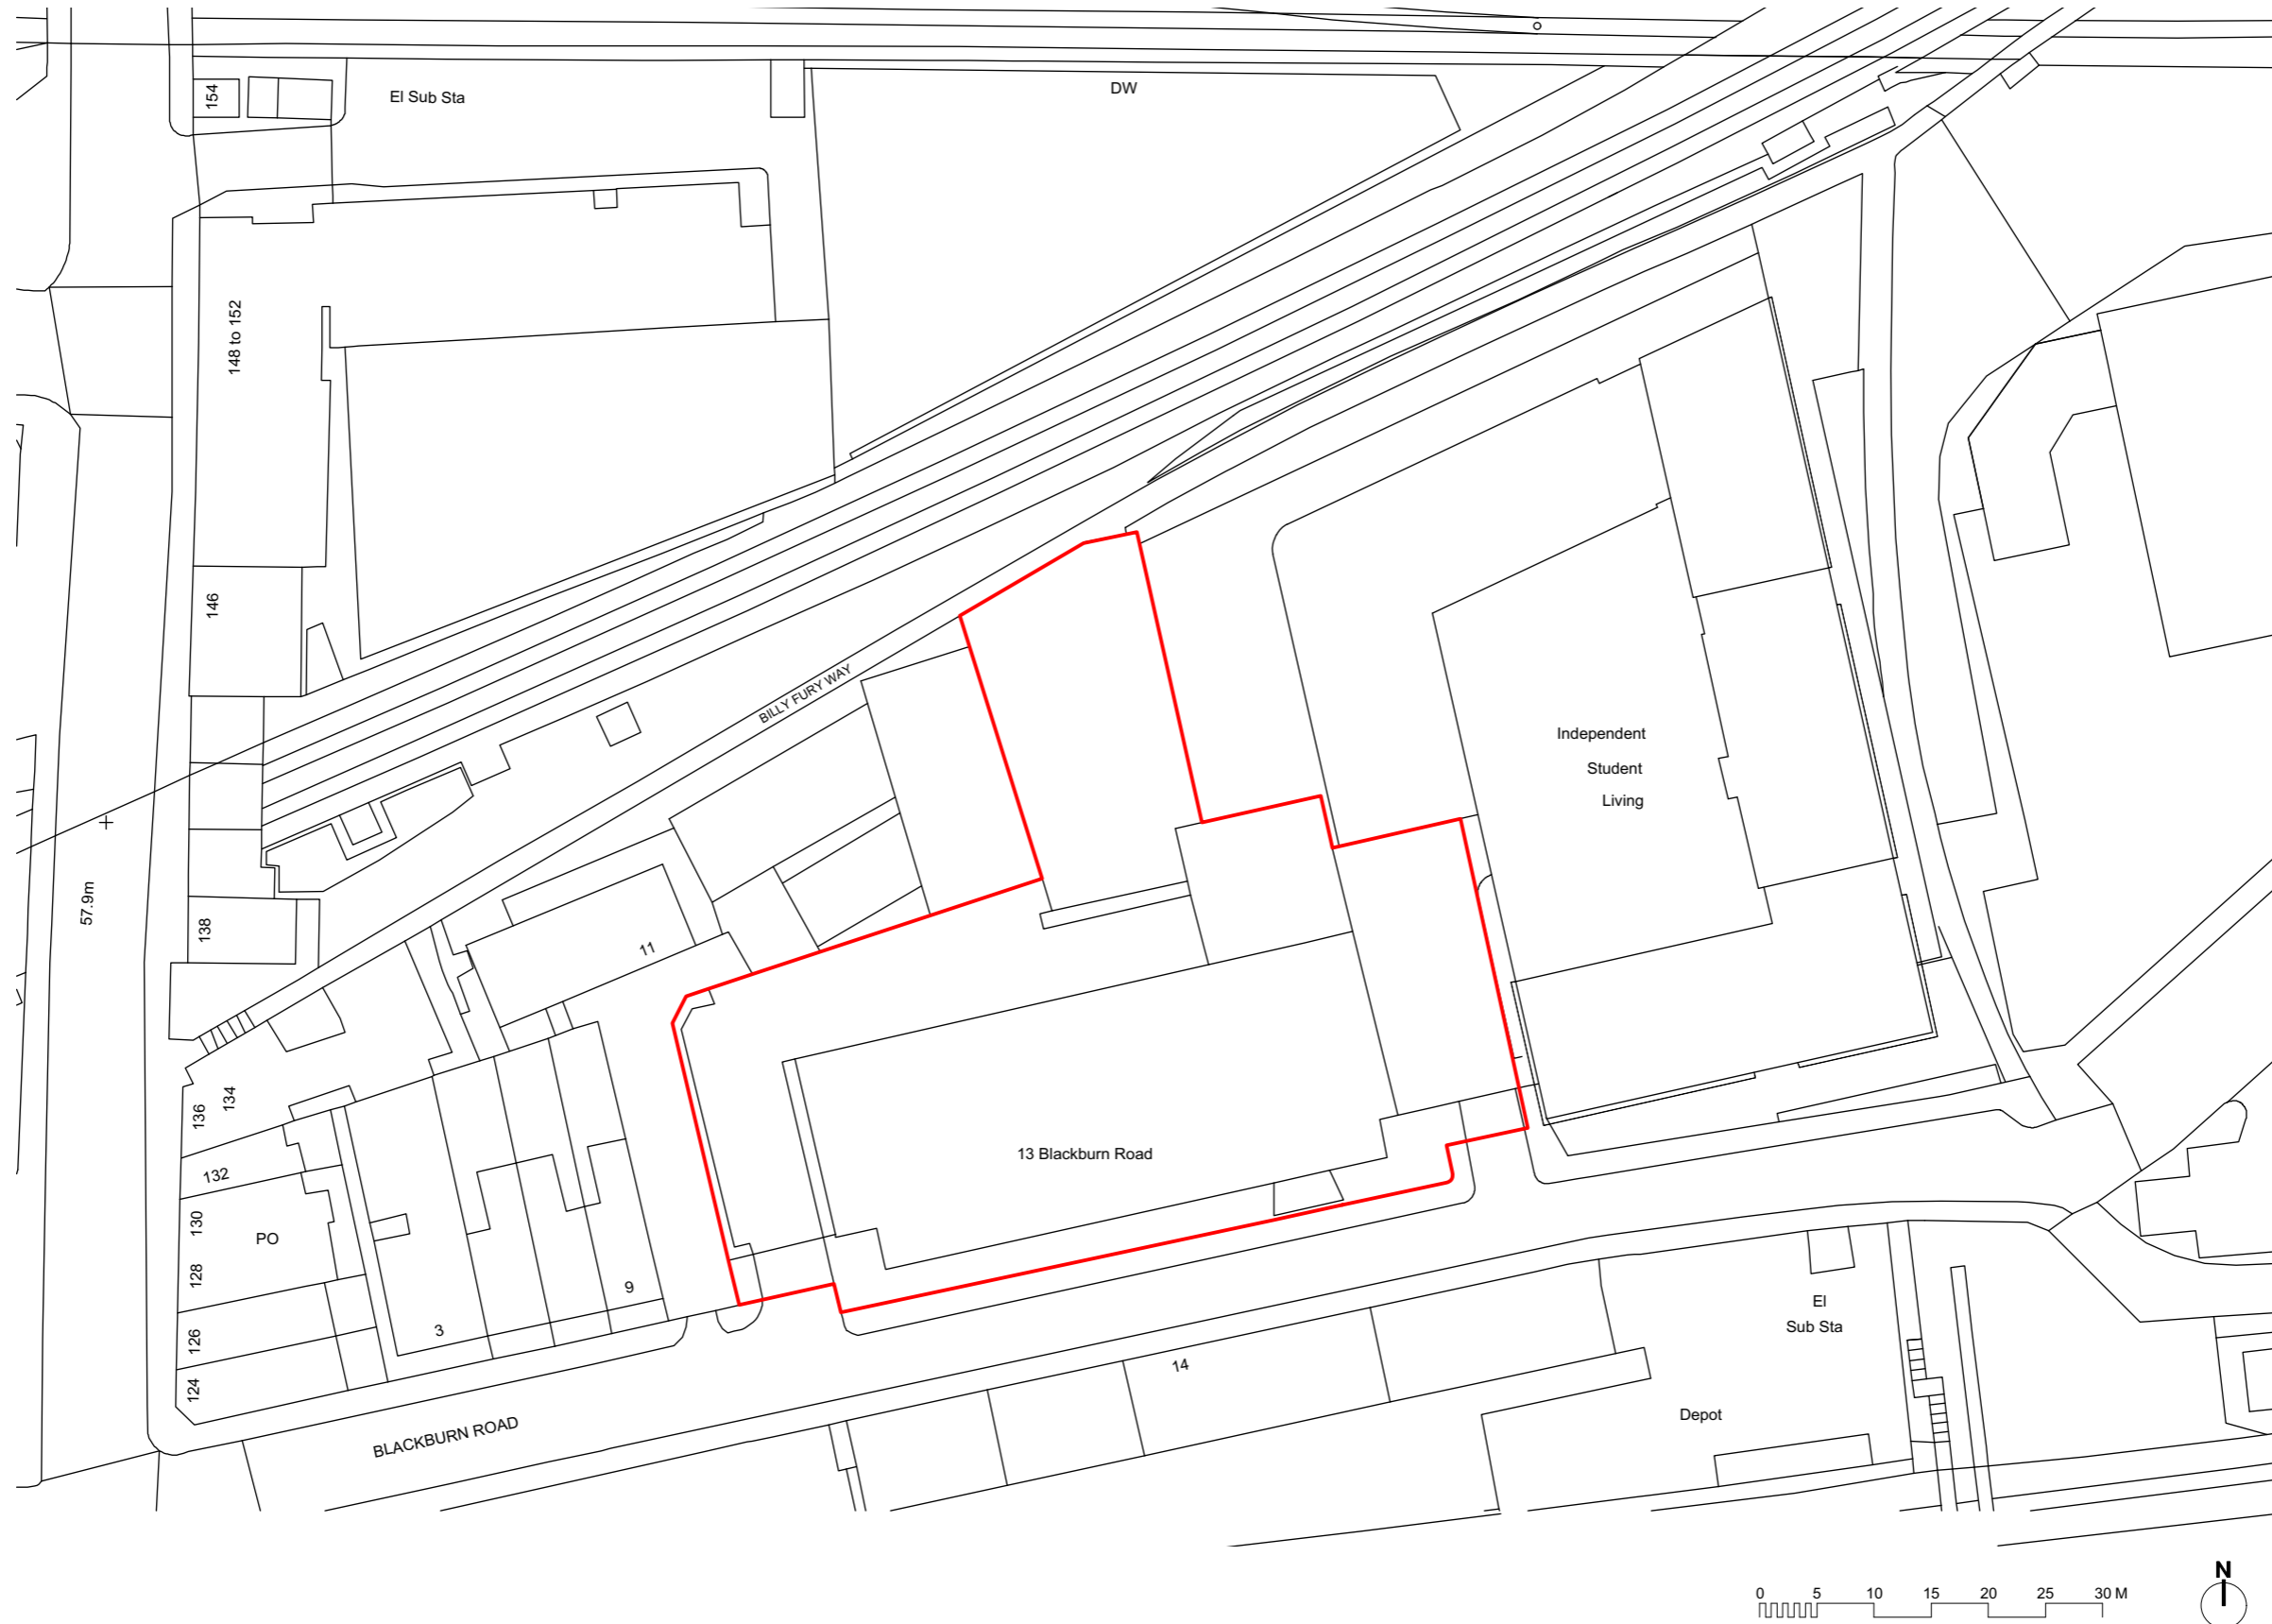 154
El Sub Sta
DW
148 to 152
146
BILLY FURY WAY
Independent
Student
Living
57.9m
138
11
136
134
132
130
PO
128
126
124
3
9
13 Blackburn Road
14
El
Sub Sta
Depot
BLACKBURN ROAD
N
0 5 10 15 20 25 30 M